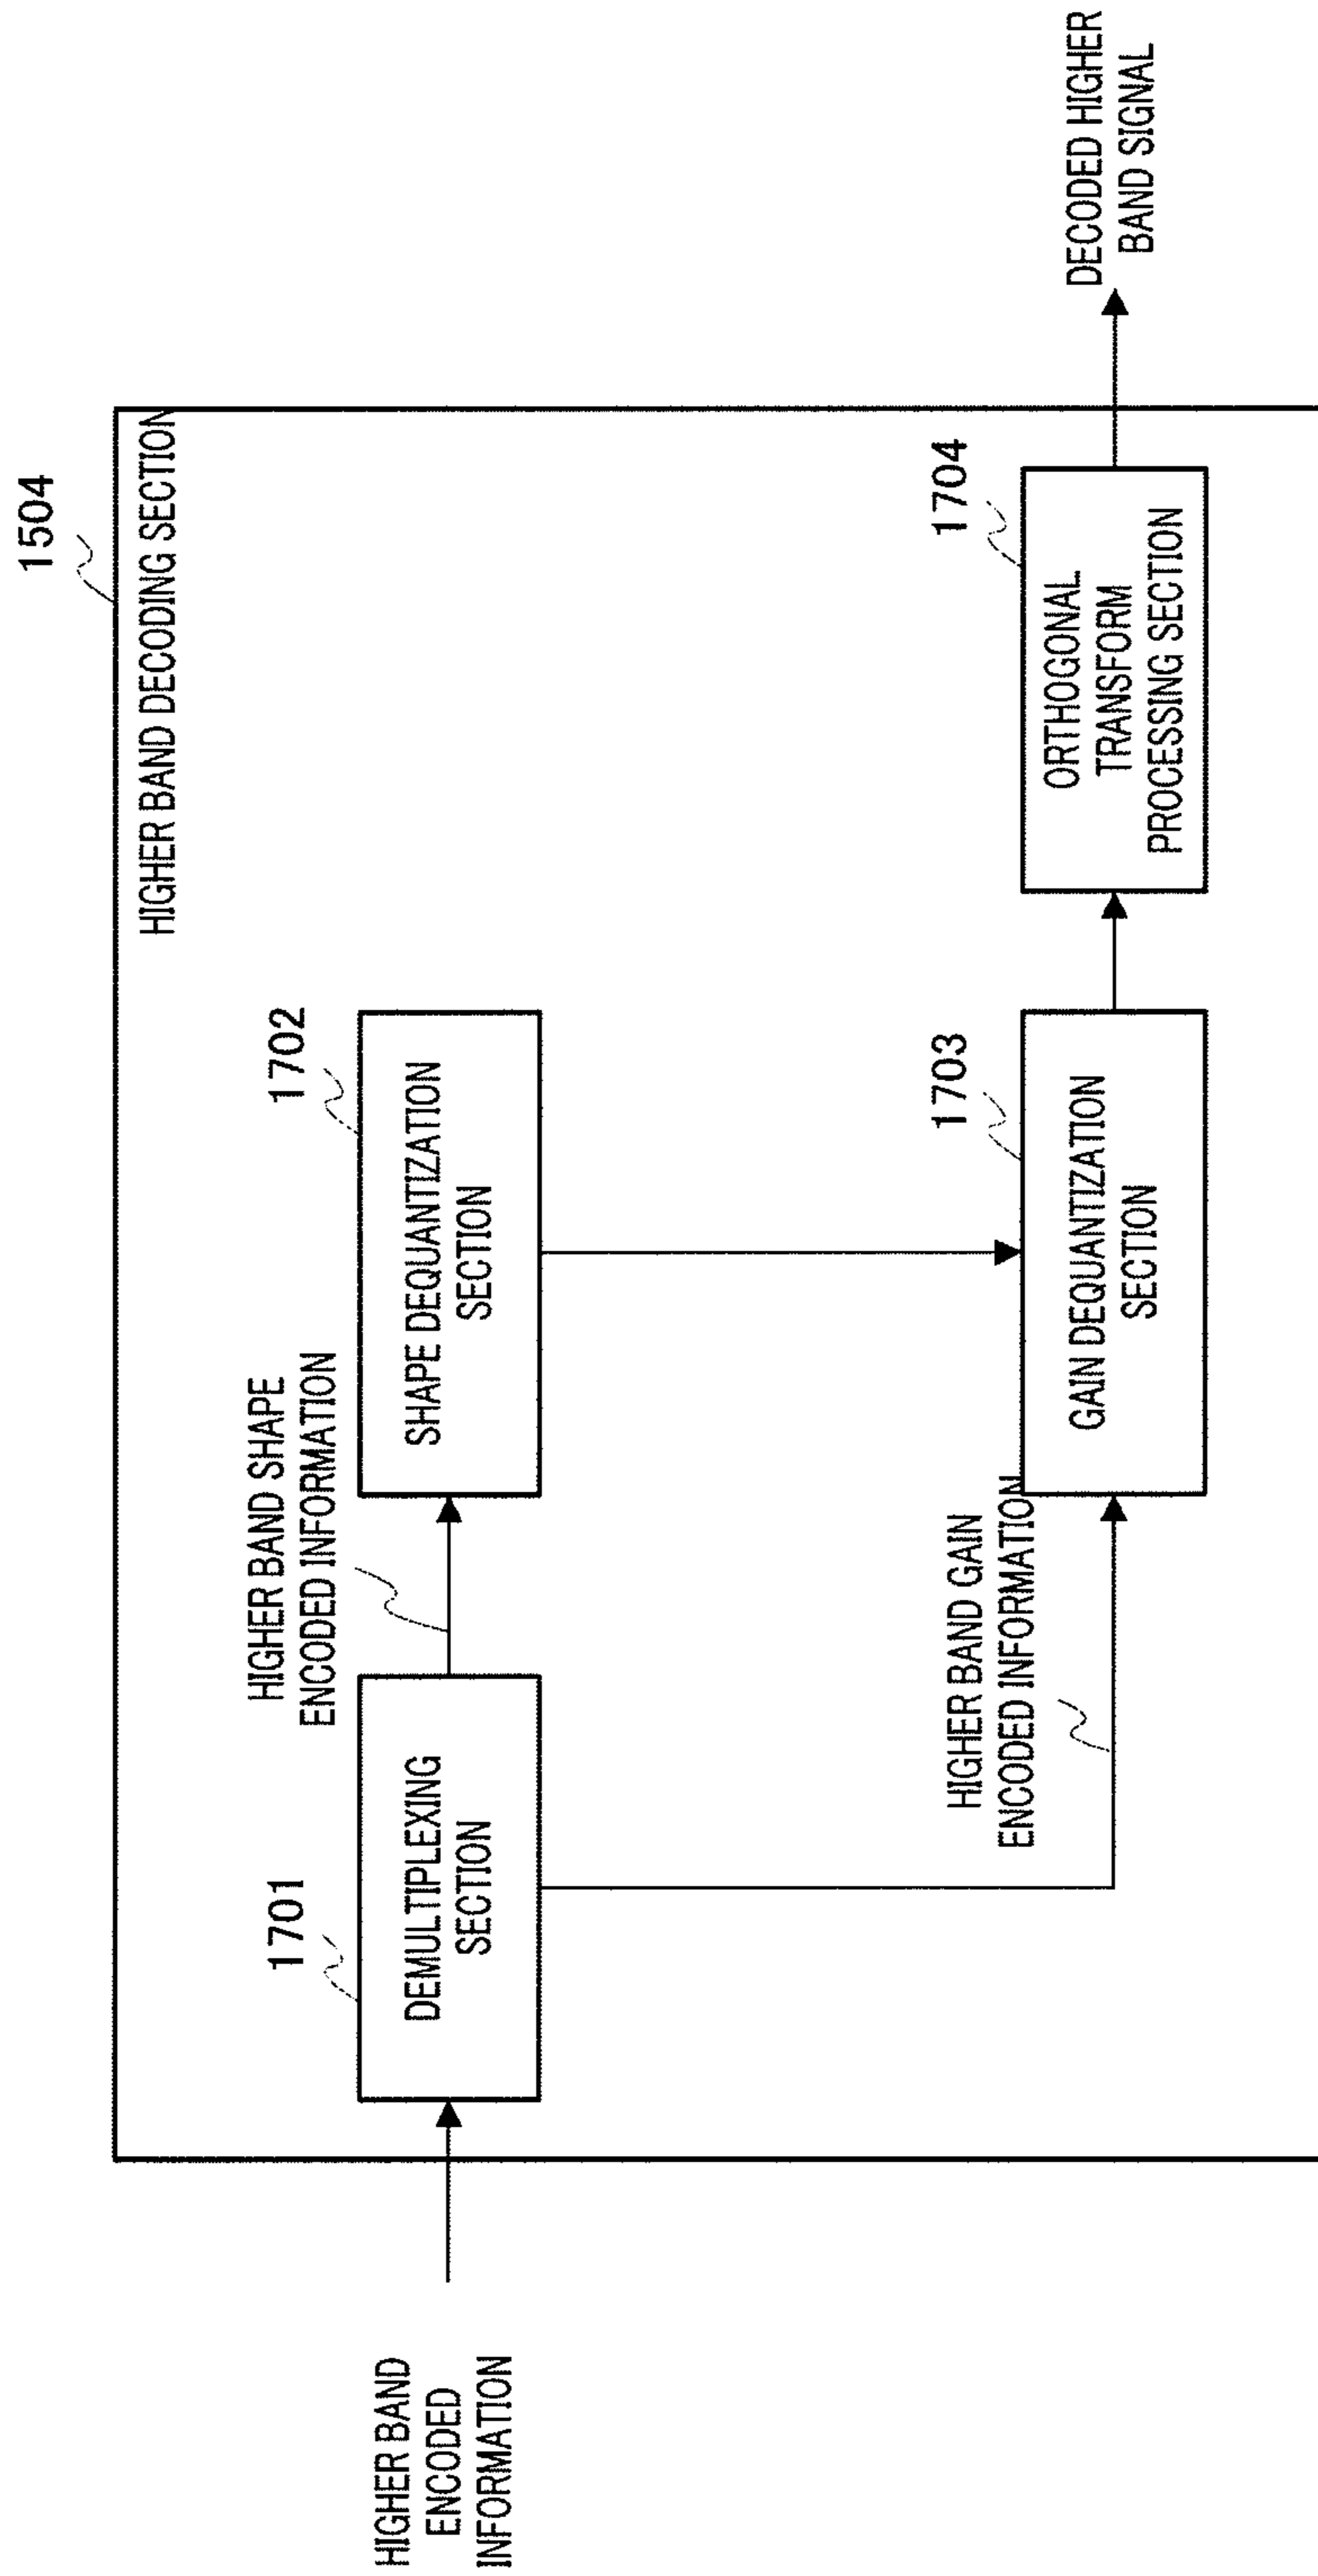 1504
HIGHER BAND DECODING SECTION
HIGHER BAND ENCODED INFORMATION
1701
DEMULTIPLEXING
SECTION
HIGHER BAND SHAPE
ENCODED INFORMATION
1702
SHAPE DEQUANTIZATION
SECTION
HIGHER BAND GAIN
ENCODED INFORMATION
1703
GAIN DEQUANTIZATION
SECTION
1704
ORTHOGONAL
TRANSFORM
PROCESSING SECTION
DECODED HIGHER
BAND SIGNAL